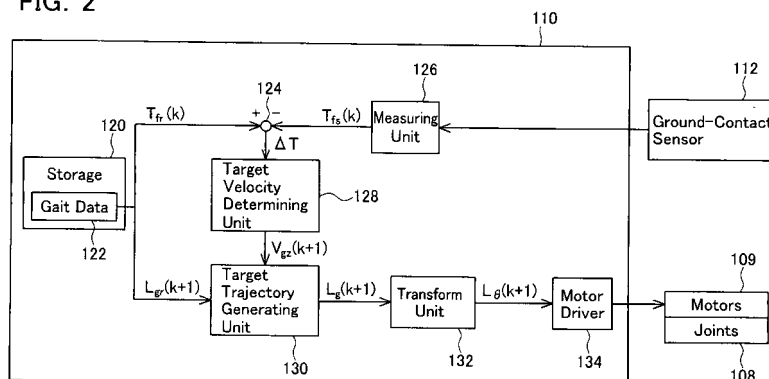 FIG. 2
110
124
126
112
T_fr(k)
+ −
T_fs(k)
Measuring
Unit
Ground-Contact
Sensor
120
ΔT
Storage
Gait Data
122
Target
Velocity
Determining
Unit
128
V_gz(k+1)
L_gr(k+1)
Target
Trajectory
Generating
Unit
130
L_g(k+1)
Transform
Unit
132
L_θ(k+1)
Motor
Driver
134
109
Motors
Joints
108